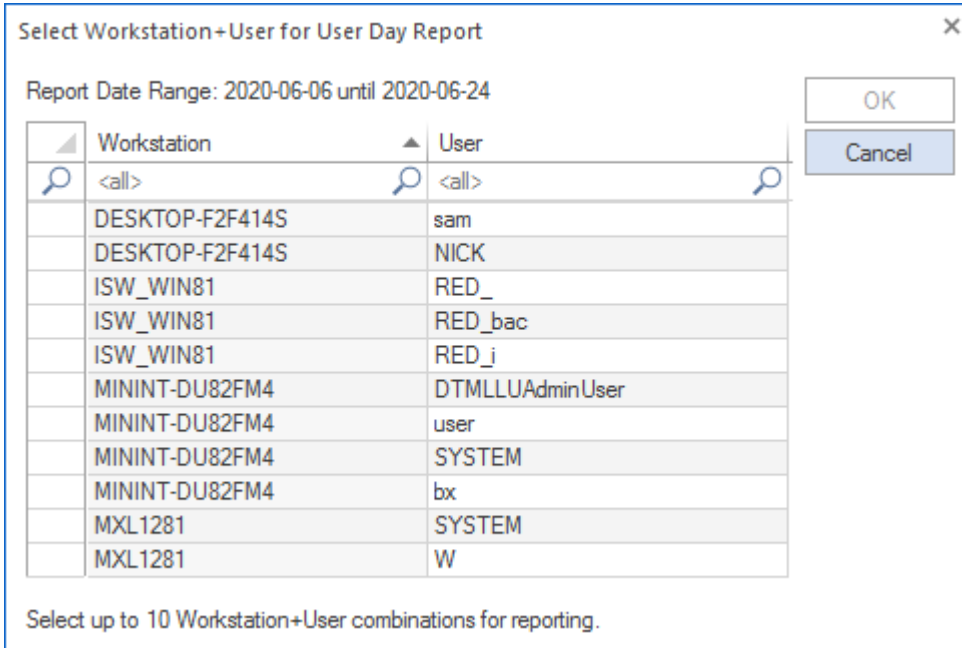 Select Workstation+User for User Day Report
Report Date Range: 2020-06-06 until 2020-06-24
OK
Cancel
Workstation User
<all> <all>
DESKTOP-F2F414S sam
DESKTOP-F2F414S NICK
ISW_WIN81 RED_
ISW_WIN81 RED_bac
ISW_WIN81 RED_i
MININT-DU82FM4 DTMLLUAdminUser
MININT-DU82FM4 user
MININT-DU82FM4 SYSTEM
MININT-DU82FM4 bx
MXL1281 SYSTEM
MXL1281 W
Select up to 10 Workstation+User combinations for reporting.